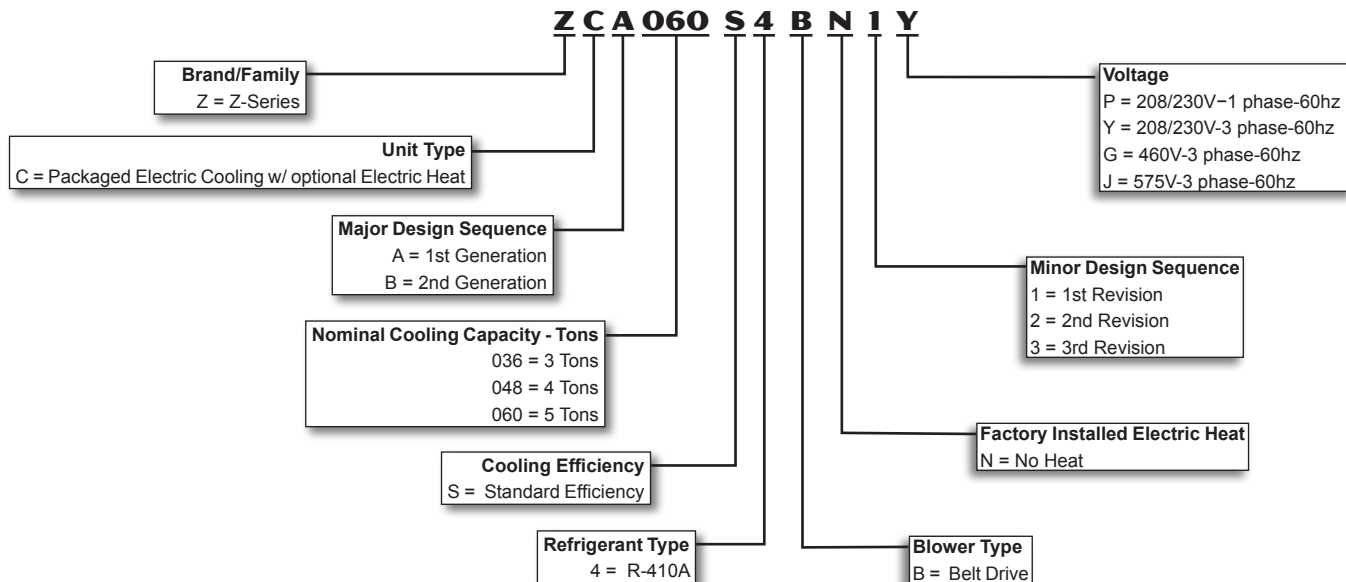 Z C A 060 S 4 B N 1 Y
Brand/Family
Z = Z-Series
Unit Type
C = Packaged Electric Cooling w/ optional Electric Heat
Major Design Sequence
A = 1st Generation
B = 2nd Generation
Nominal Cooling Capacity - Tons
036 = 3 Tons
048 = 4 Tons
060 = 5 Tons
Cooling Efficiency
S = Standard Efficiency
Refrigerant Type
4 = R-410A
Voltage
P = 208/230V−1 phase-60hz
Y = 208/230V-3 phase-60hz
G = 460V-3 phase-60hz
J = 575V-3 phase-60hz
Minor Design Sequence
1 = 1st Revision
2 = 2nd Revision
3 = 3rd Revision
Factory Installed Electric Heat
N = No Heat
Blower Type
B = Belt Drive